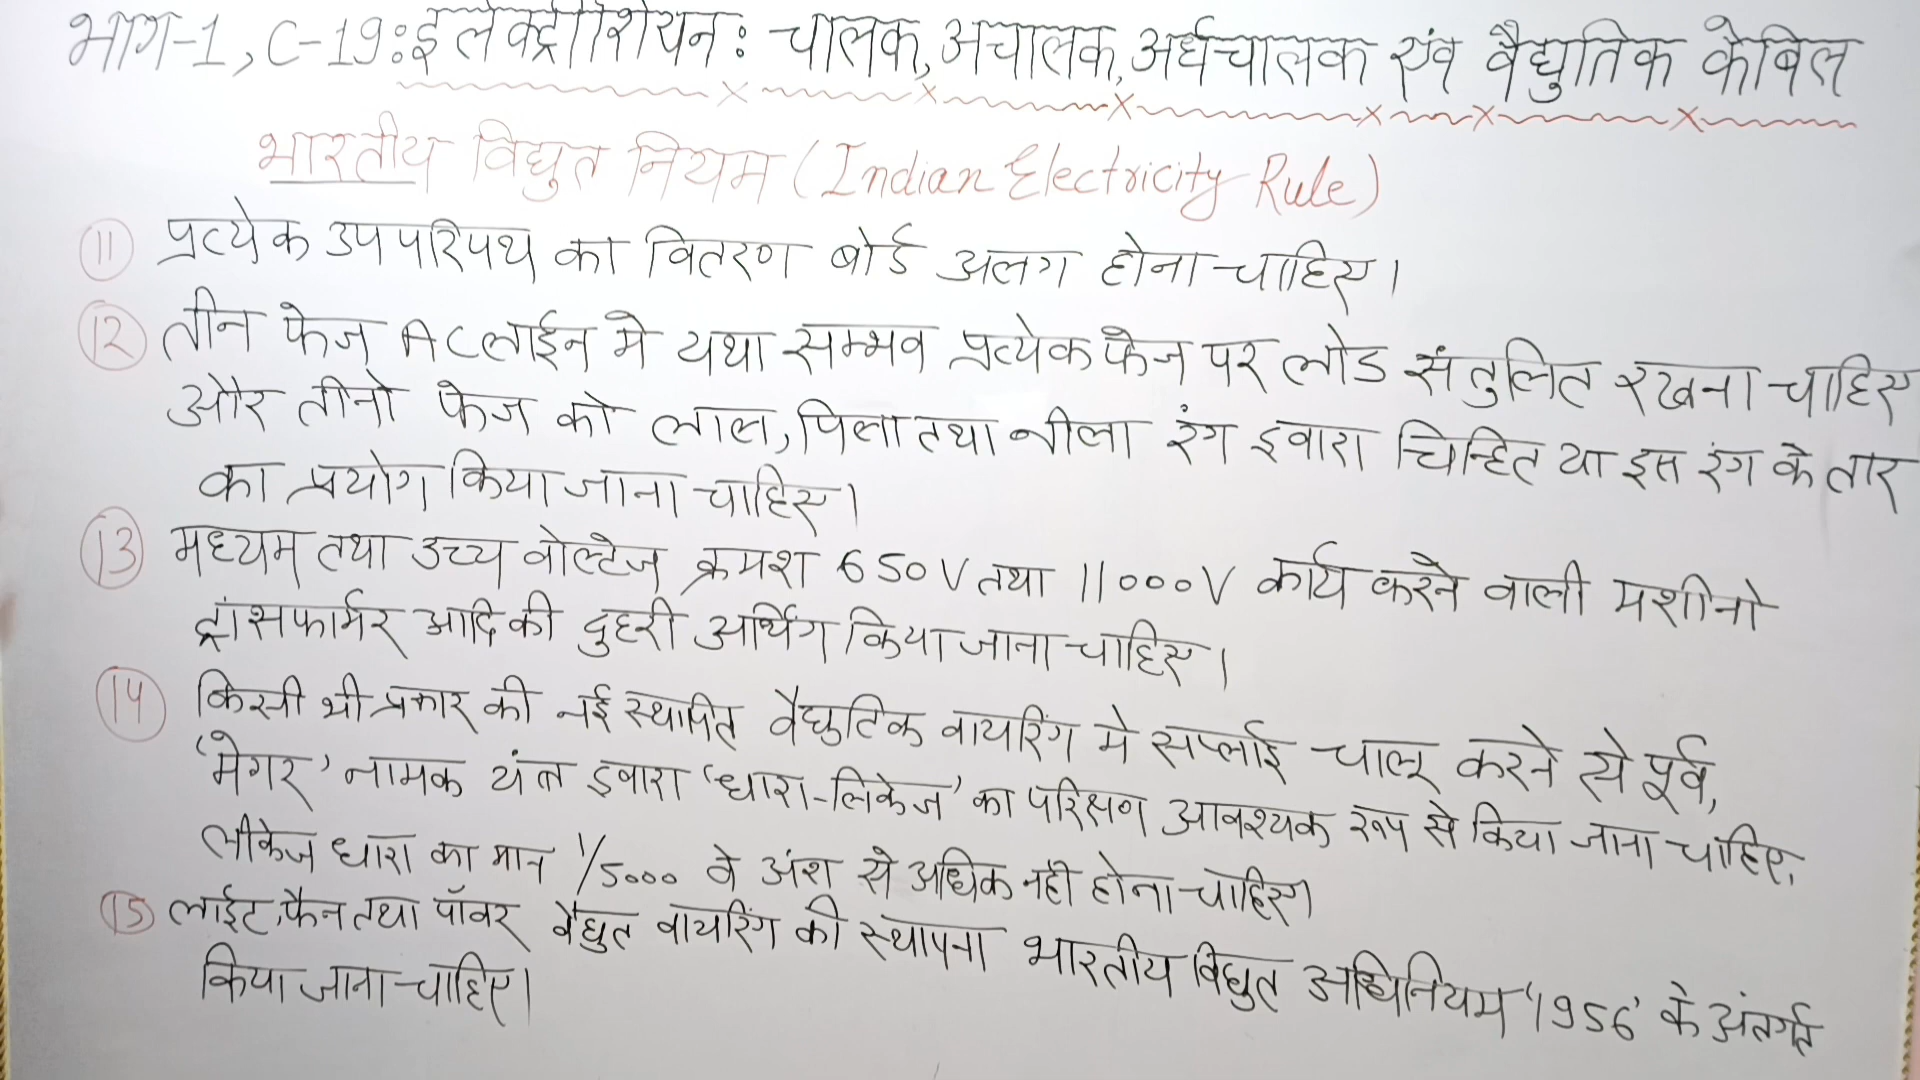 भाग-1, C-19:इलेक्ट्रीशियन: चालक, अचालक, अर्धचालक एंव वैद्युतिक केबिल
भारतीय विद्युत नियम (Indian Electricity Rule)
11 प्रत्येक उपपरिपथ का वितरण बोर्ड अलग होना चाहिए।
12 तीन फेज AC लाईन मे यथा सम्भव प्रत्येक फेज पर लोड संतुलित रखना चाहिए
और तीनो फेज को लाल, पिला तथा नीला रंग इवारा चिन्हित या इस रंग के तार
का प्रयोग किया जाना चाहिए।
13 मध्यम तथा उच्च वोल्टेज क्रमश 650V तथा 11000V कार्य करने वाली मशीनो
ट्रांसफार्मर आदि की दुहरी अर्थिंग किया जाना चाहिए।
14 किसी भी प्रकार की नई स्थापित वैद्युटिक वायरिंग मे सप्लाई चालू करने से पूर्व,
'मेगर' नामक यंत्र इवारा 'धारा-लिकेज' का परिक्षण आवश्यक रूप से किया जाना चाहिए,
लीकेज धारा का मान 1/5000 वे अंश से अधिक नही होना चाहिए।
15 लाईट, फैन तथा पॉवर वैद्युत वायरिंग की स्थापना भारतीय विद्युत अधिनियम '1956' के अंतर्गत
किया जाना चाहिए।